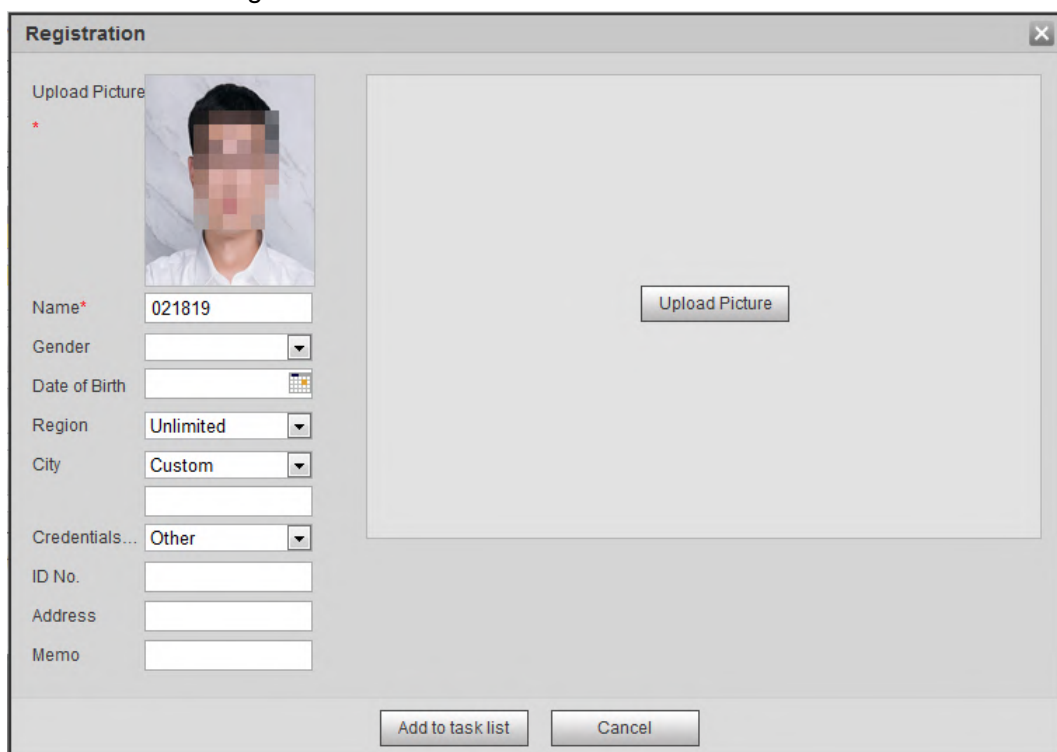 Registration
Upload Picture
*
Name* 021819
Gender
Date of Birth
Region Unlimited
City Custom
Credentials... Other
ID No.
Address
Memo
Upload Picture
Add to task list Cancel